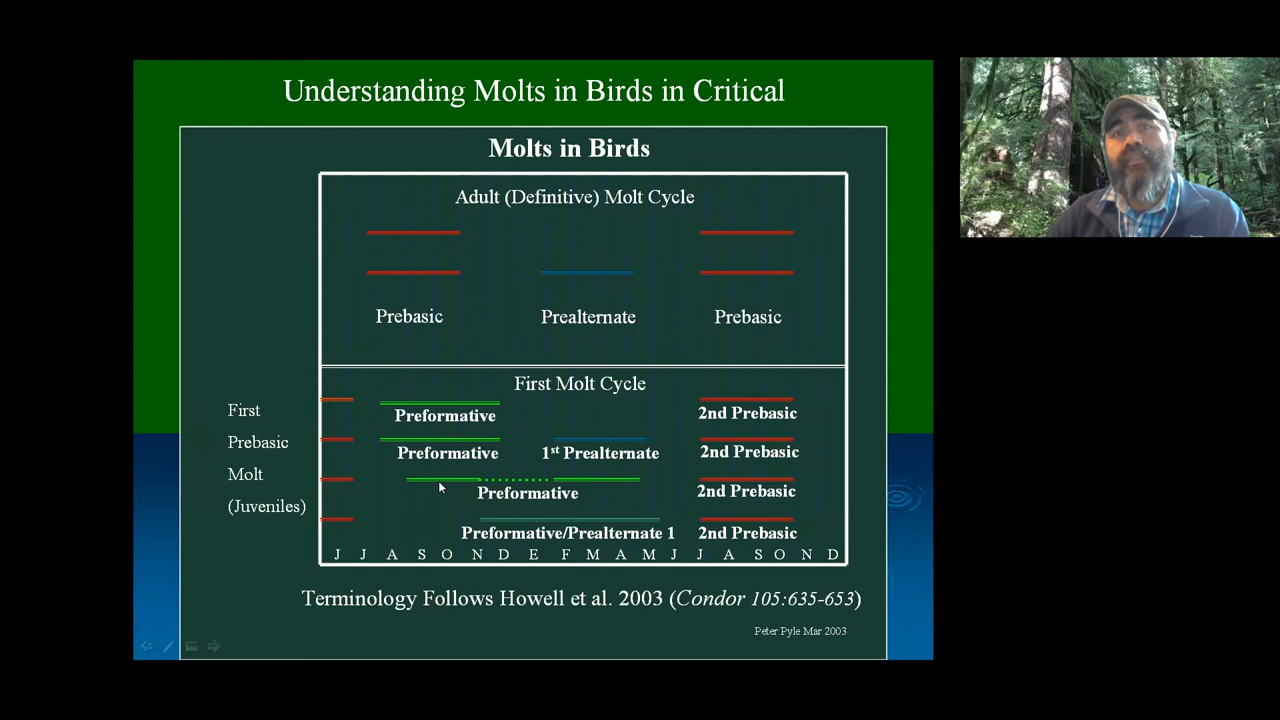 Understanding Molts in Birds in Critical
Molts in Birds
Adult (Definitive) Molt Cycle
Prebasic Prealternate Prebasic
First Molt Cycle
First
Preformative 2nd Prebasic
Prebasic
Preformative 1st Prealternate 2nd Prebasic
Molt
Preformative 2nd Prebasic
(Juveniles)
Preformative/Prealternate 1 2nd Prebasic
J J A S O N D E F M A M J J A S O N D
Terminology Follows Howell et al. 2003 (Condor 105:635-653)
Peter Pyle Mar 2003